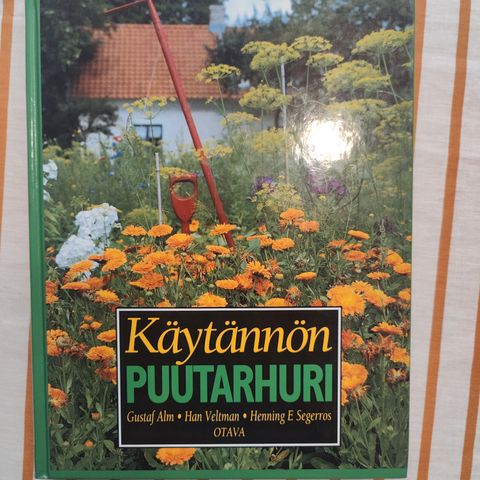 Käytännön
PUUTARHURI
Gustaf Alm • Han Veltman • Henning E Segerros
OTAVA